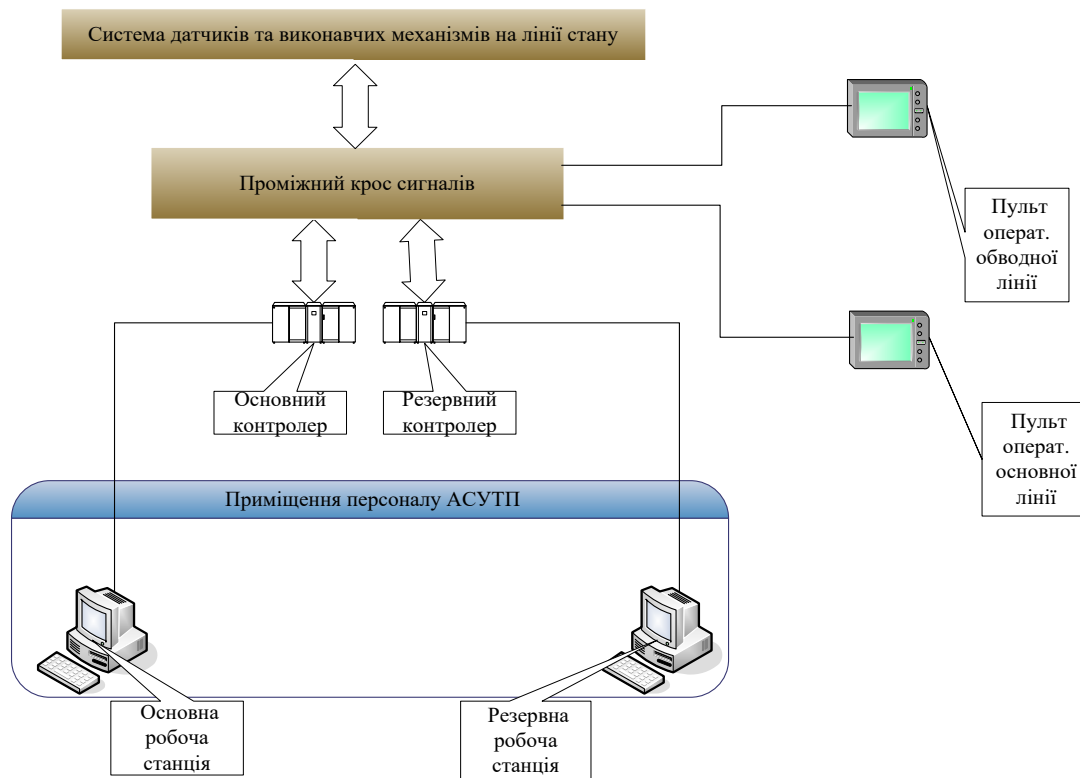 Система датчиків та виконавчих механізмів на лінії стану
Проміжний крос сигналів
Пульт
операт.
обводної
лінії
Основний
контролер
Резервний
контролер
Пульт
операт.
основної
лінії
Приміщення персоналу АСУТП
Основна
робоча
станція
Резервна
робоча
станція